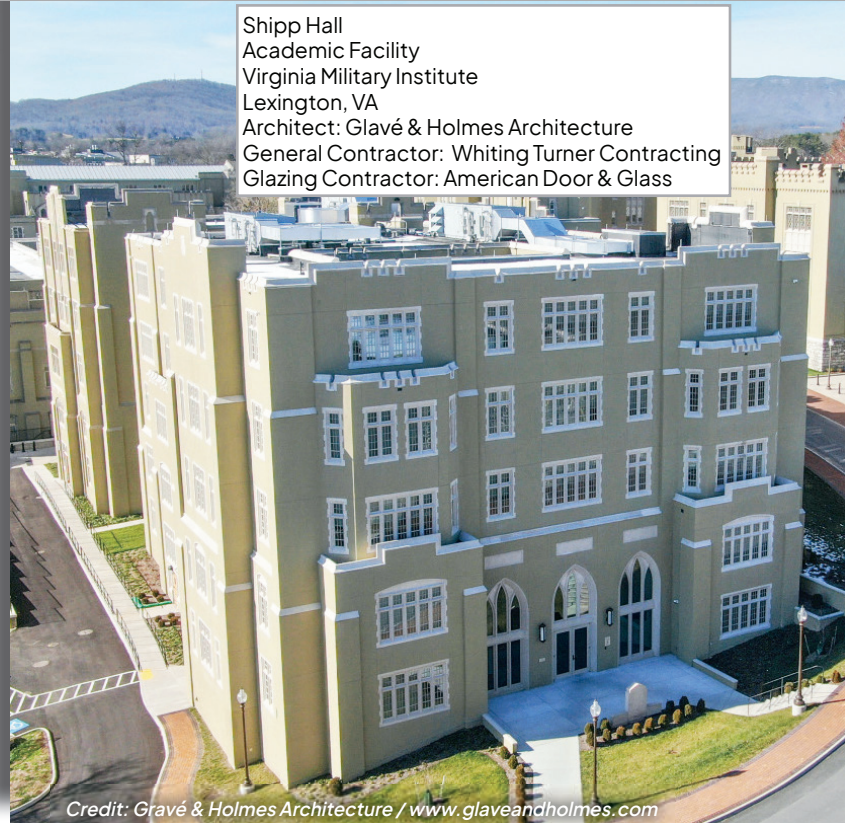 Shipp Hall
Academic Facility
Virginia Military Institute
Lexington, VA
Architect: Glavé & Holmes Architecture
General Contractor: Whiting Turner Contracting
Glazing Contractor: American Door & Glass
Credit: Gravé & Holmes Architecture / www.glaveandholmes.com